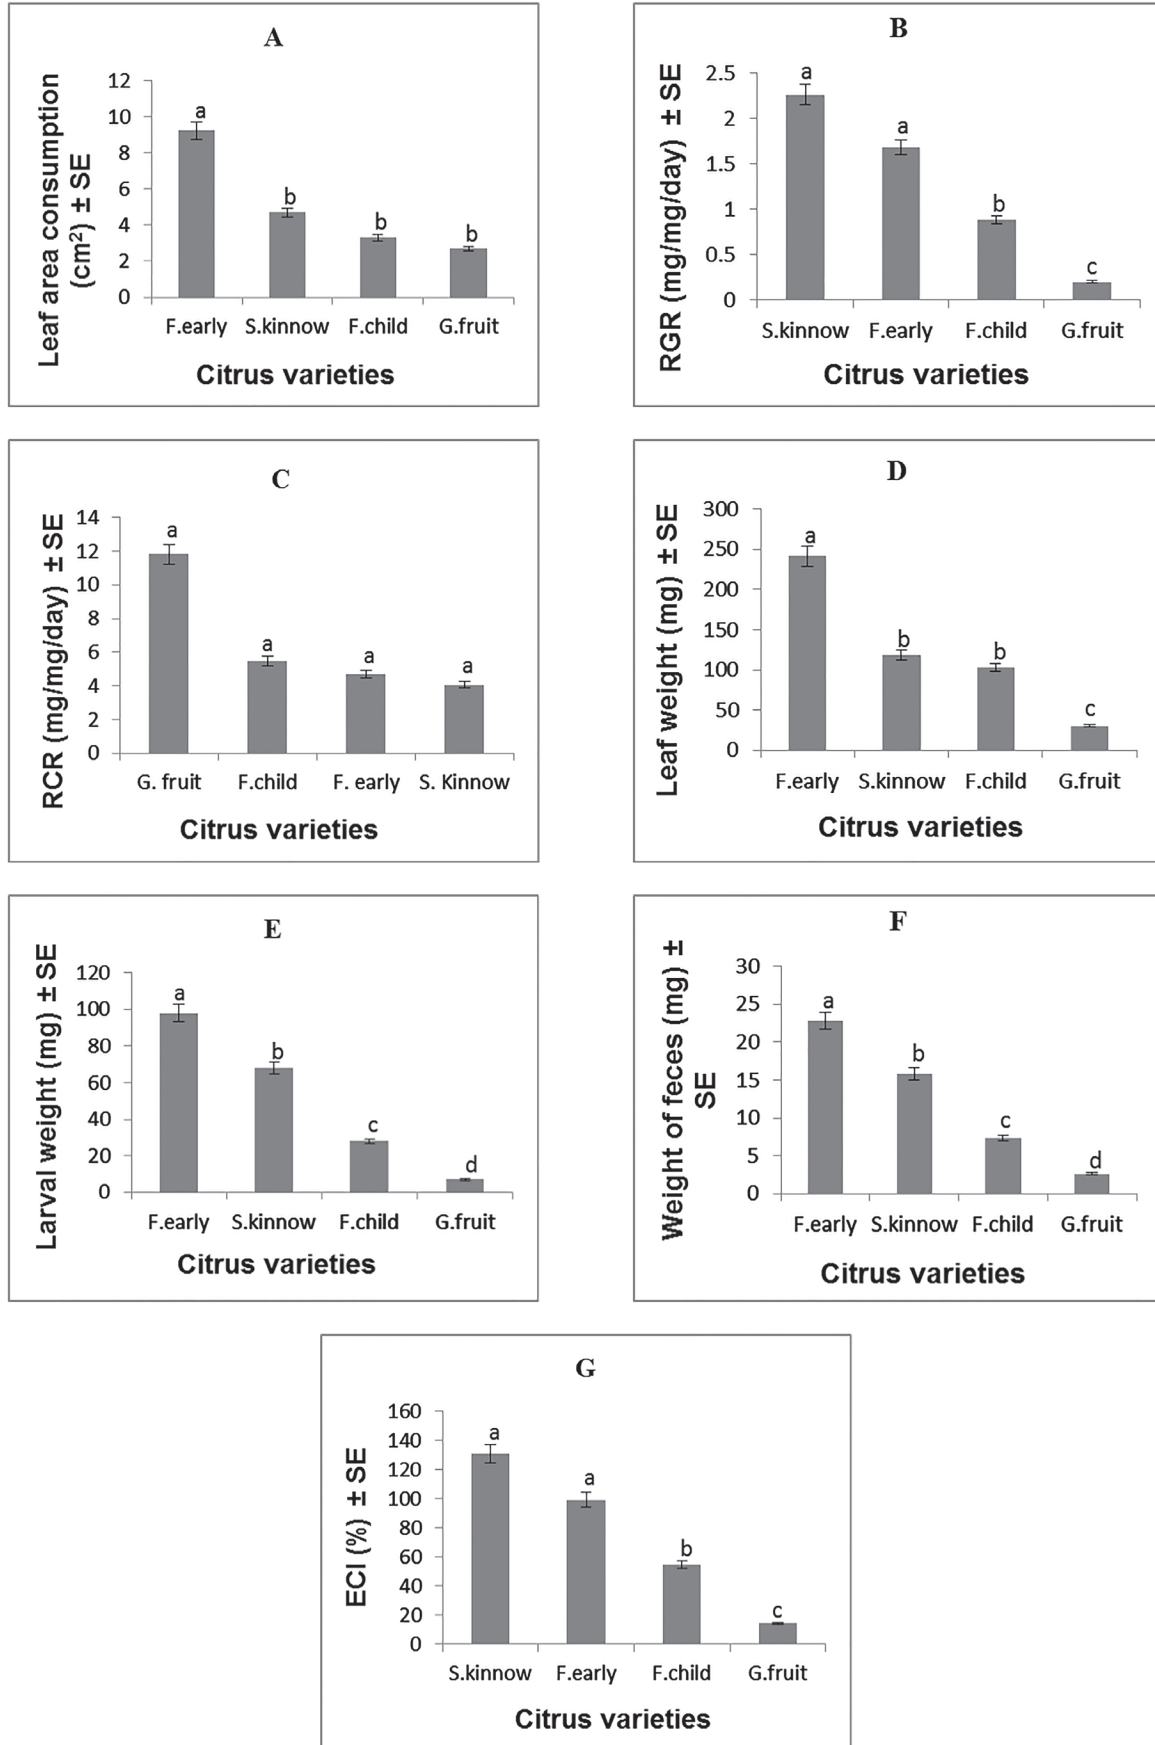 A
Leaf area consumption
(cm²) ± SE
12
10
8
6
4
2
0
a
b
b
b
F.early S.kinnow F.child G.fruit
Citrus varieties
B
RGR (mg/mg/day) ± SE
2.5
2
1.5
1
0.5
0
a
a
b
c
S.kinnow F.early F.child G.fruit
Citrus varieties
C
RCR (mg/mg/day) ± SE
14
12
10
8
6
4
2
0
a
a
a
a
G. fruit F.child F. early S. Kinnow
Citrus varieties
D
Leaf weight (mg) ± SE
300
250
200
150
100
50
0
a
b
b
c
F.early S.kinnow F.child G.fruit
Citrus varieties
E
Larval weight (mg) ± SE
120
100
80
60
40
20
0
a
b
c
d
F.early S.kinnow F.child G.fruit
Citrus varieties
F
Weight of feces (mg) ±
SE
30
25
20
15
10
5
0
a
b
c
d
F.early S.kinnow F.child G.fruit
Citrus varieties
G
ECI (%) ± SE
160
140
120
100
80
60
40
20
0
a
a
b
c
S.kinnow F.early F.child G.fruit
Citrus varieties